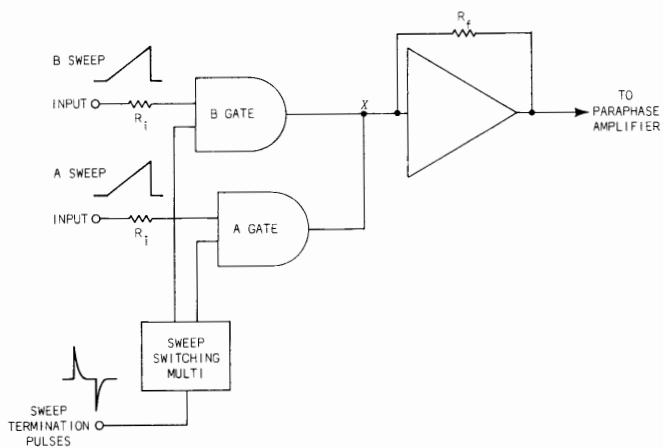 B SWEEP
INPUT
R_i
B GATE
X
R_f
TO
PARAPHASE
AMPLIFIER
A SWEEP
INPUT
R_i
A GATE
SWEEP
SWITCHING
MULTI
SWEEP
TERMINATION
PULSES